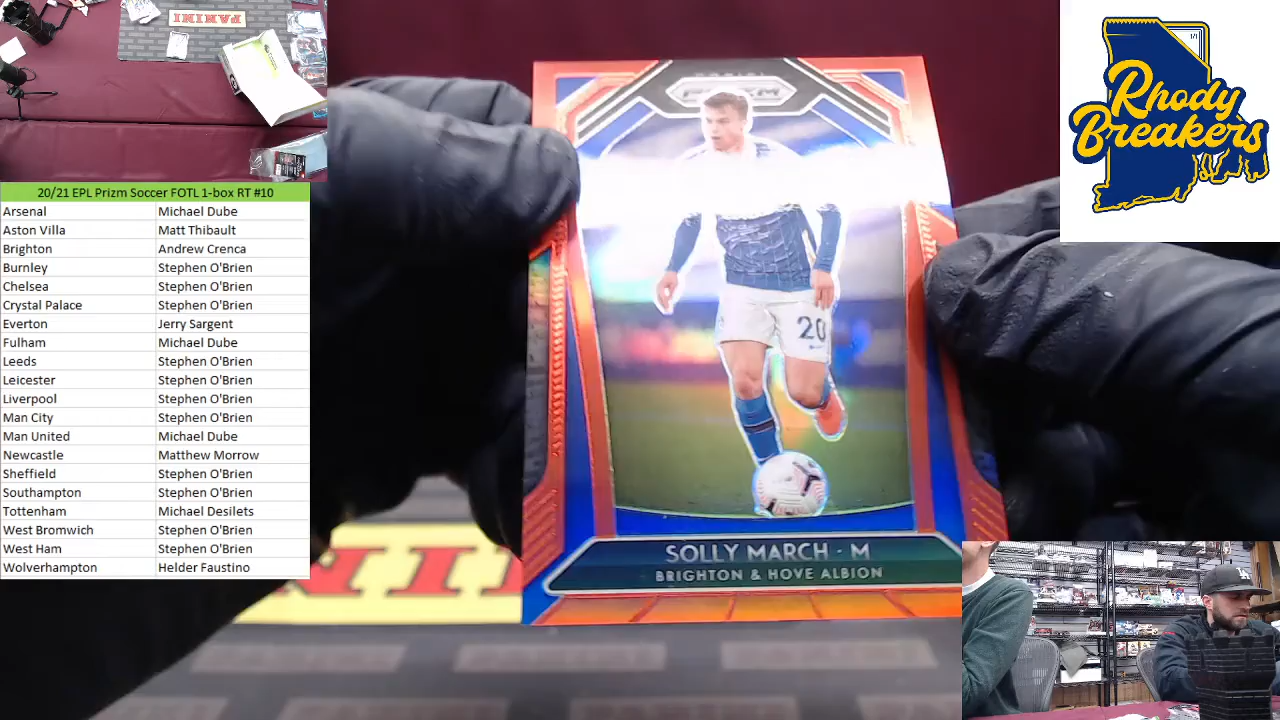 PANINI
20/21 EPL Prizm Soccer FOTL 1-box RT #10
Arsenal Michael Dube
Aston Villa Matt Thibault
Brighton Andrew Crenca
Burnley Stephen O'Brien
Chelsea Stephen O'Brien
Crystal Palace Stephen O'Brien
Everton Jerry Sargent
Fulham Michael Dube
Leeds Stephen O'Brien
Leicester Stephen O'Brien
Liverpool Stephen O'Brien
Man City Stephen O'Brien
Man United Michael Dube
Newcastle Matthew Morrow
Sheffield Stephen O'Brien
Southampton Stephen O'Brien
Tottenham Michael Desilets
West Bromwich Stephen O'Brien
West Ham Stephen O'Brien
Wolverhampton Helder Faustino
PANINI
PRIZM
20
SOLLY MARCH - M
BRIGHTON & HOVE ALBION
1/1
Rhody
Breakers
LA